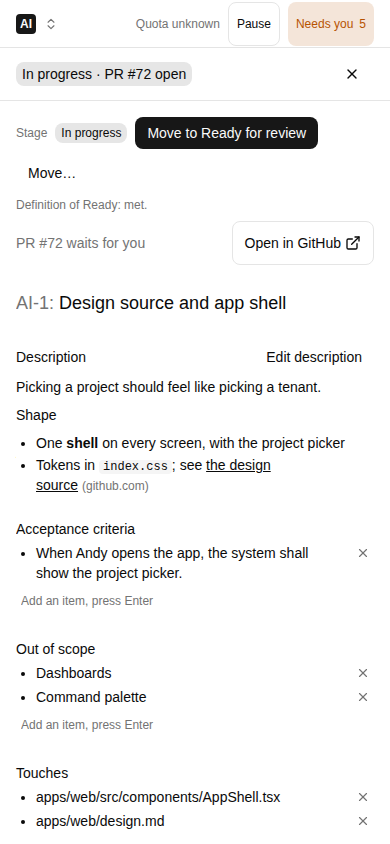 AI Quota unknown Pause Needs you 5
In progress · PR #72 open
Stage In progress Move to Ready for review
Move…
Definition of Ready: met.
PR #72 waits for you Open in GitHub
AI-1: Design source and app shell
Description Edit description
Picking a project should feel like picking a tenant.
Shape
• One shell on every screen, with the project picker
• Tokens in index.css; see the design
source (github.com)
Acceptance criteria
• When Andy opens the app, the system shall
show the project picker.
Add an item, press Enter
Out of scope
• Dashboards
• Command palette
Add an item, press Enter
Touches
• apps/web/src/components/AppShell.tsx
• apps/web/design.md